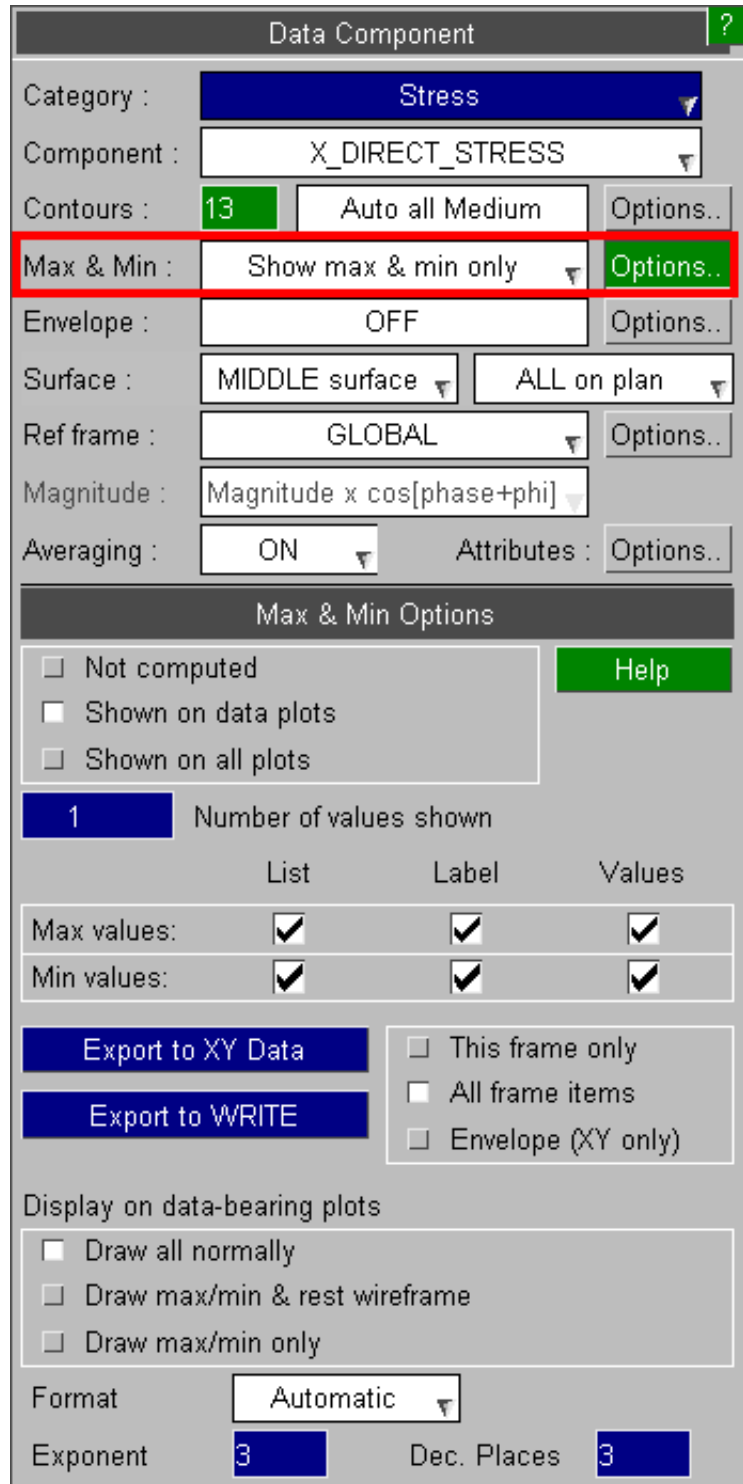 Data Component ?
Category : Stress
Component : X_DIRECT_STRESS
Contours : 13 Auto all Medium Options..
Max & Min : Show max & min only Options..
Envelope : OFF Options..
Surface : MIDDLE surface ALL on plan
Ref frame : GLOBAL Options..
Magnitude : Magnitude x cos[phase+phi]
Averaging : ON Attributes : Options..
Max & Min Options
Not computed Help
Shown on data plots
Shown on all plots
1 Number of values shown
List Label Values
Max values:
Min values:
Export to XY Data This frame only
All frame items
Export to WRITE
Envelope (XY only)
Display on data-bearing plots
Draw all normally
Draw max/min & rest wireframe
Draw max/min only
Format Automatic
Exponent 3 Dec. Places 3